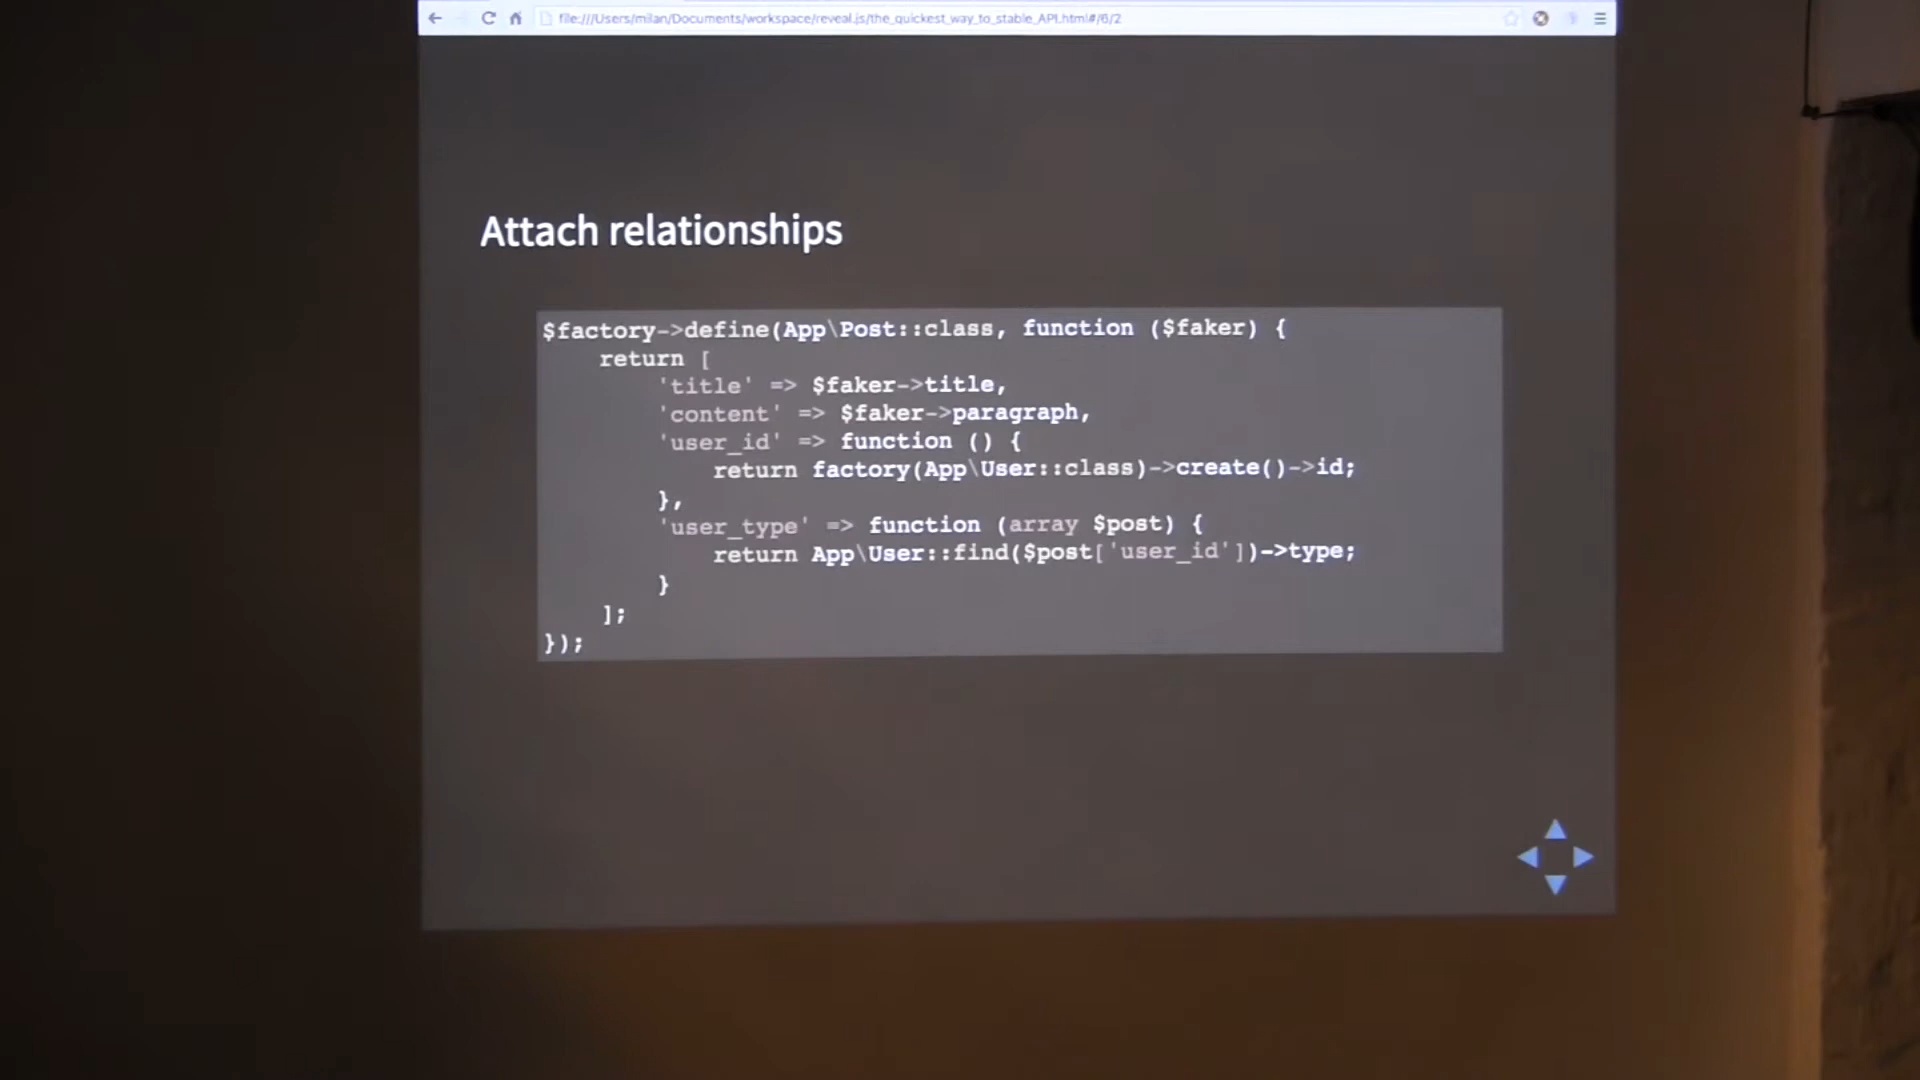 file:///Users/milan/Documents/workspace/reveal.js/the_quickest_way_to_stable_API.html#/6/2
Attach relationships
$factory->define(App\Post::class, function ($faker) {
    return [
        'title' => $faker->title,
        'content' => $faker->paragraph,
        'user_id' => function () {
            return factory(App\User::class)->create()->id;
        },
        'user_type' => function (array $post) {
            return App\User::find($post['user_id'])->type;
        }
    ];
});